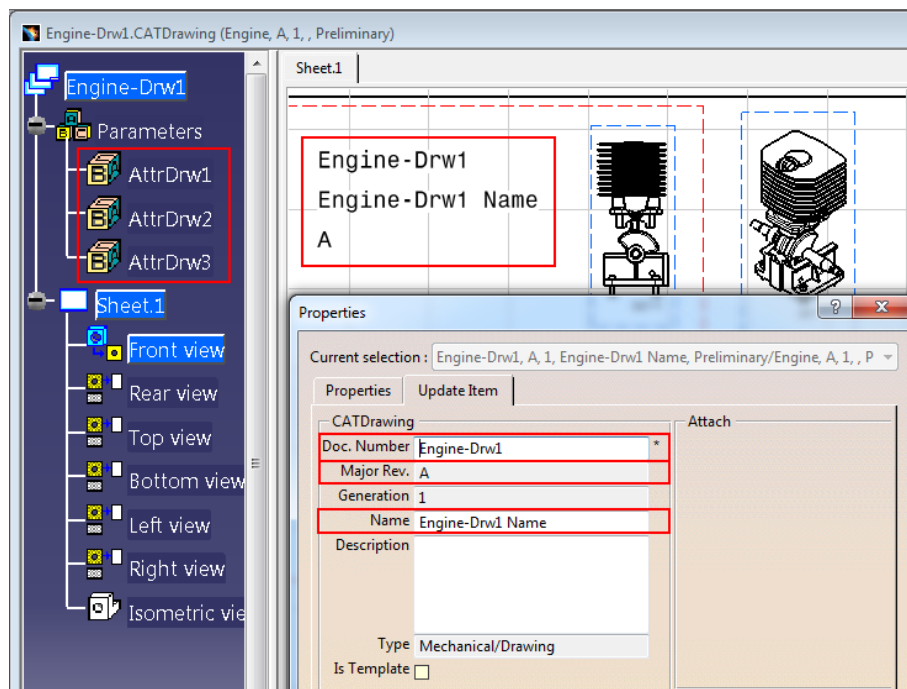 Engine-Drw1.CATDrawing (Engine, A, 1, , Preliminary)
Engine-Drw1
Parameters
AttrDrw1
AttrDrw2
AttrDrw3
Sheet.1
Front view
Rear view
Top view
Bottom view
Left view
Right view
Isometric vie
Sheet.1
Engine-Drw1
Engine-Drw1 Name
A
Properties
?
X
Current selection : Engine-Drw1, A, 1, Engine-Drw1 Name, Preliminary/Engine, A, 1, , P
Properties Update Item
CATDrawing Attach
Doc. Number Engine-Drw1 *
Major Rev. A
Generation 1
Name Engine-Drw1 Name
Description
Type Mechanical/Drawing
Is Template